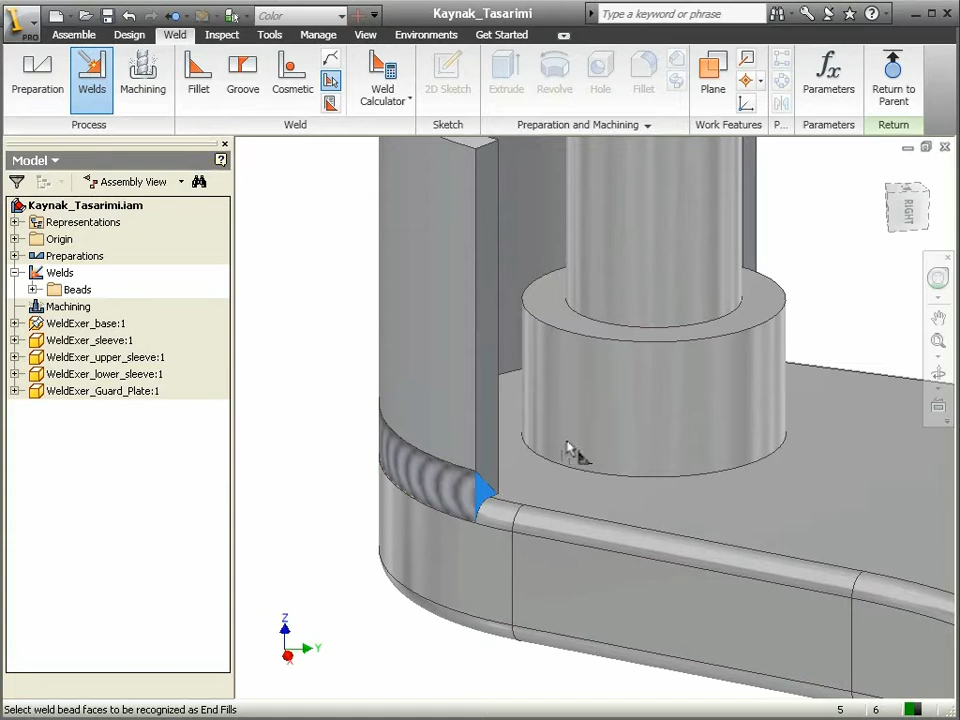 PRO
Color
Kaynak_Tasarimi
Type a keyword or phrase
Assembly
Design
Weld
Inspect
Tools
Manage
View
Environments
Get Started
Preparation
Welds
Machining
Fillet
Groove
Cosmetic
Weld
Calculator
2D Sketch
Extrude
Revolve
Hole
Fillet
Plane
fx
Parameters
Return to
Parent
Process
Weld
Sketch
Preparation and Machining
Work Features
P...
Parameters
Return
Model
Assembly View
Kaynak_Tasarimi.iam
Representations
Origin
Preparations
Welds
Beads
Machining
WeldExer_base:1
WeldExer_sleeve:1
WeldExer_upper_sleeve:1
WeldExer_lower_sleeve:1
WeldExer_Guard_Plate:1
RIGHT
Z
Y
X
Select weld bead faces to be recognized as End Fills
5
6